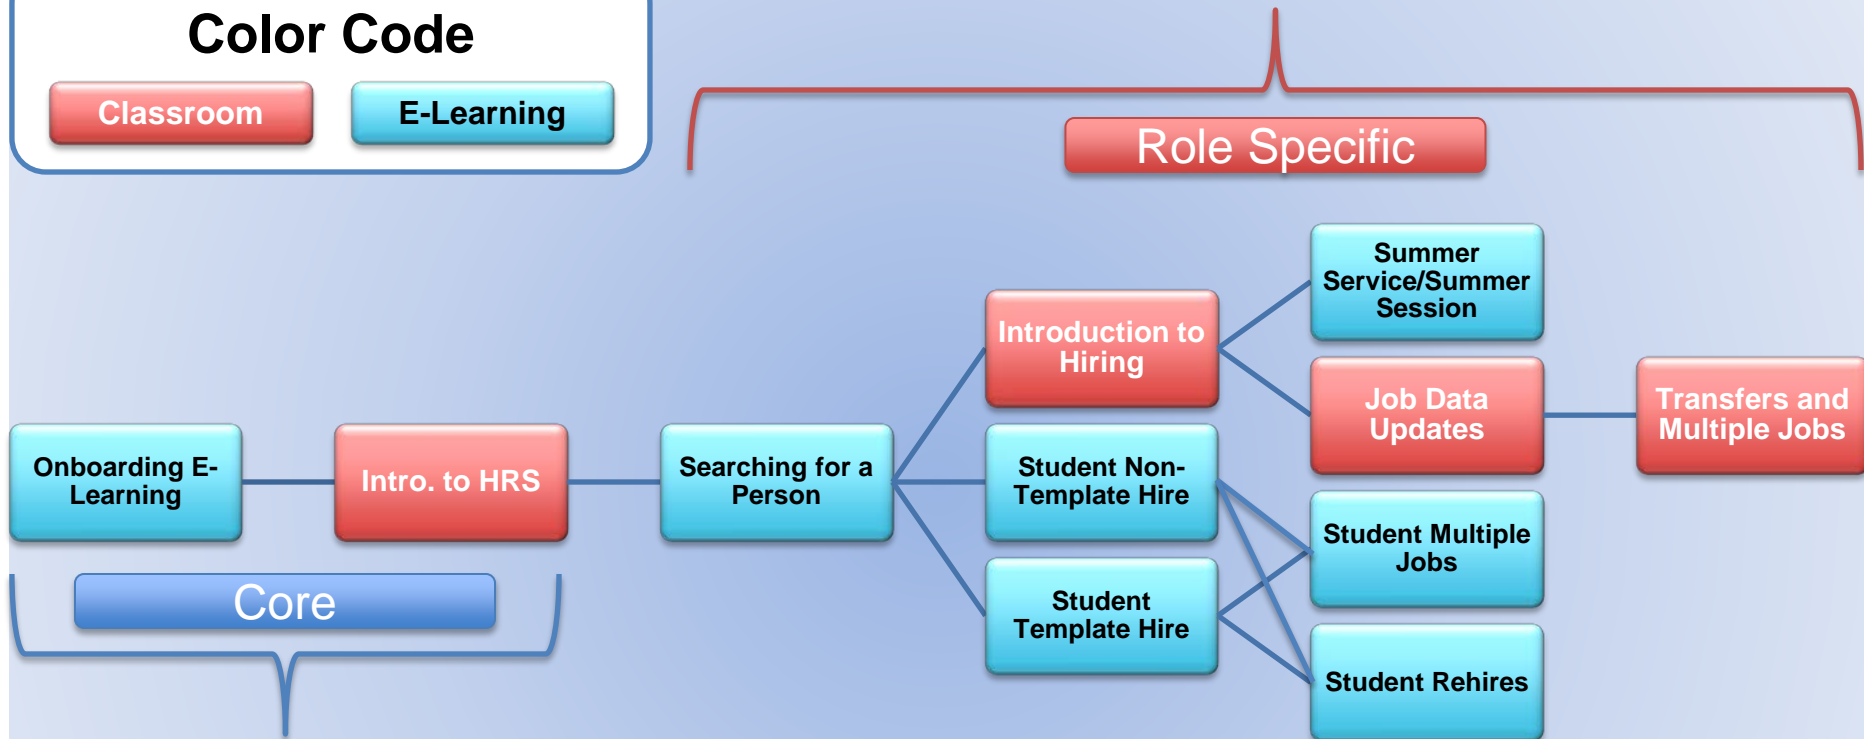 Color Code
Classroom
E-Learning
Role Specific
Summer
Service/Summer
Session
Introduction to
Hiring
Job Data
Updates
Transfers and
Multiple Jobs
Onboarding E-
Learning
Intro. to HRS
Searching for a
Person
Student Non-
Template Hire
Student Multiple
Jobs
Core
Student
Template Hire
Student Rehires